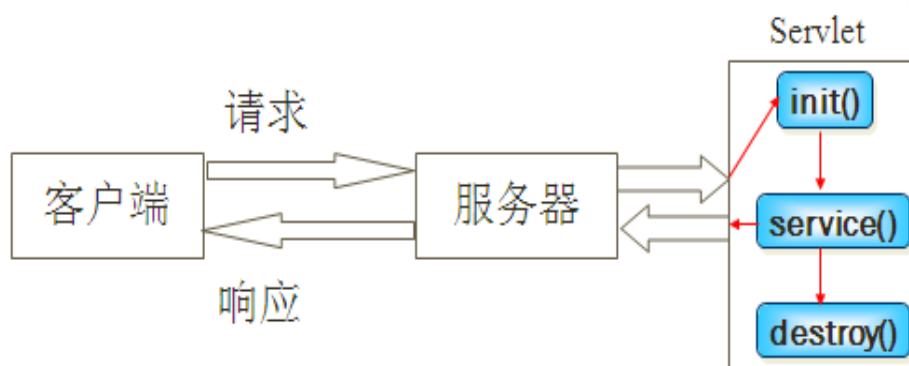 Servlet
init()
请求
客户端
服务器
service()
响应
destroy()